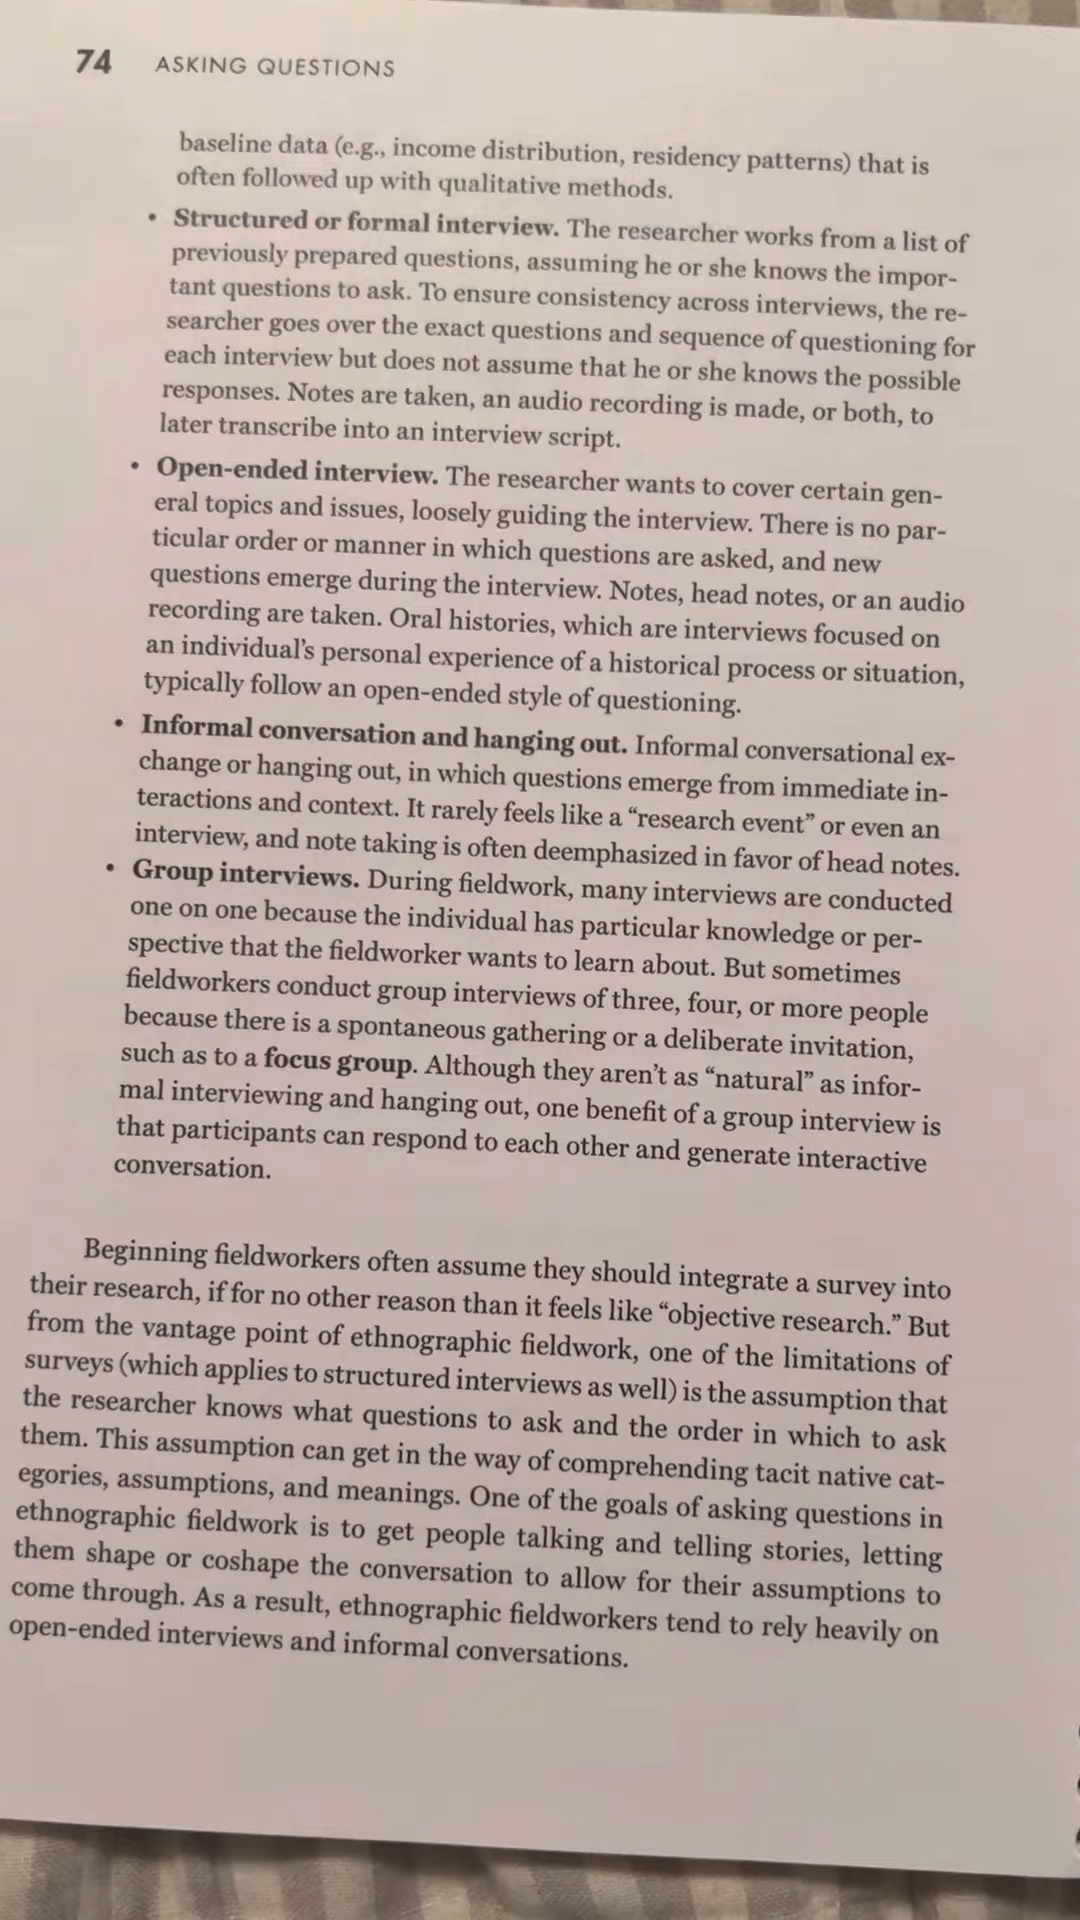 74 ASKING QUESTIONS
baseline data (e.g., income distribution, residency patterns) that is
often followed up with qualitative methods.
• Structured or formal interview. The researcher works from a list of
previously prepared questions, assuming he or she knows the impor-
tant questions to ask. To ensure consistency across interviews, the re-
searcher goes over the exact questions and sequence of questioning for
each interview but does not assume that he or she knows the possible
responses. Notes are taken, an audio recording is made, or both, to
later transcribe into an interview script.
• Open-ended interview. The researcher wants to cover certain gen-
eral topics and issues, loosely guiding the interview. There is no par-
ticular order or manner in which questions are asked, and new
questions emerge during the interview. Notes, head notes, or an audio
recording are taken. Oral histories, which are interviews focused on
an individual's personal experience of a historical process or situation,
typically follow an open-ended style of questioning.
• Informal conversation and hanging out. Informal conversational ex-
change or hanging out, in which questions emerge from immediate in-
teractions and context. It rarely feels like a “research event” or even an
interview, and note taking is often deemphasized in favor of head notes.
• Group interviews. During fieldwork, many interviews are conducted
one on one because the individual has particular knowledge or per-
spective that the fieldworker wants to learn about. But sometimes
fieldworkers conduct group interviews of three, four, or more people
because there is a spontaneous gathering or a deliberate invitation,
such as to a focus group. Although they aren't as “natural” as infor-
mal interviewing and hanging out, one benefit of a group interview is
that participants can respond to each other and generate interactive
conversation.
Beginning fieldworkers often assume they should integrate a survey into
their research, if for no other reason than it feels like “objective research.” But
from the vantage point of ethnographic fieldwork, one of the limitations of
surveys (which applies to structured interviews as well) is the assumption that
the researcher knows what questions to ask and the order in which to ask
them. This assumption can get in the way of comprehending tacit native cat-
egories, assumptions, and meanings. One of the goals of asking questions in
ethnographic fieldwork is to get people talking and telling stories, letting
them shape or coshape the conversation to allow for their assumptions to
come through. As a result, ethnographic fieldworkers tend to rely heavily on
open-ended interviews and informal conversations.